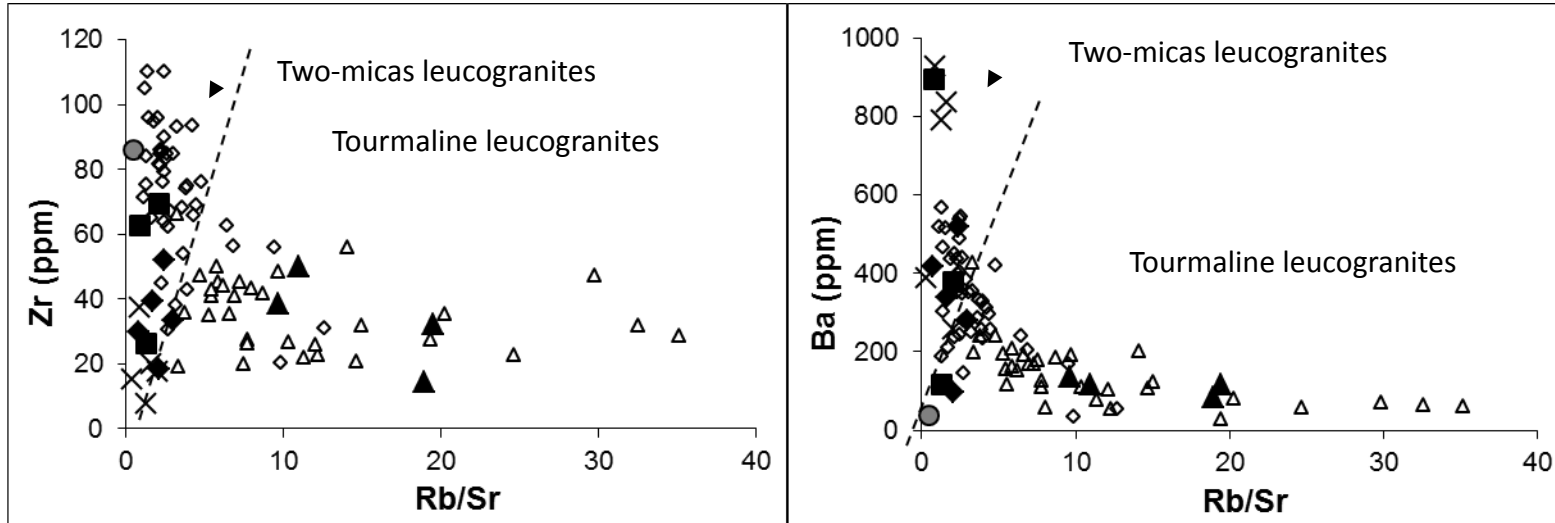 120
100
80
60
40
20
0
Zr (ppm)
Two-micas leucogranites
Tourmaline leucogranites
0 10 20 30 40
Rb/Sr
1000
800
600
400
200
0
Ba (ppm)
Two-micas leucogranites
Tourmaline leucogranites
0 10 20 30 40
Rb/Sr